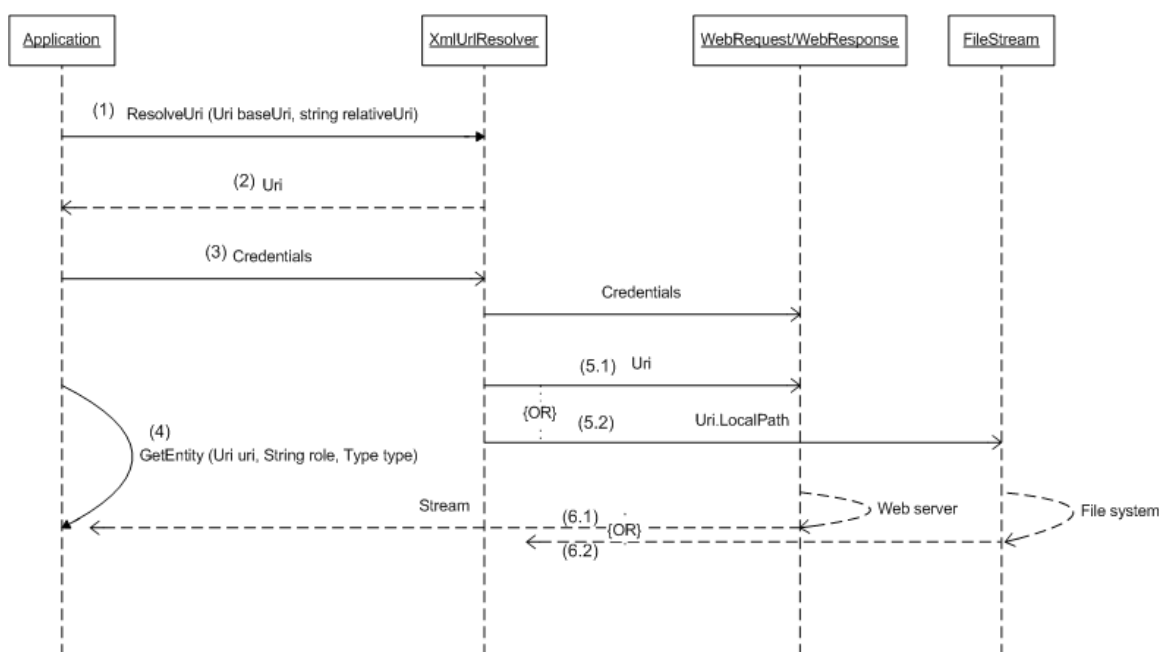 Application
XmlUrlResolver
WebRequest/WebResponse
FileStream
(1) ResolveUri (Uri baseUri, string relativeUri)
(2) Uri
(3) Credentials
Credentials
(5.1) Uri
{OR}
(5.2) Uri.LocalPath
(4)
GetEntity (Uri uri, String role, Type type)
Stream
Web server
File system
(6.1)
{OR}
(6.2)